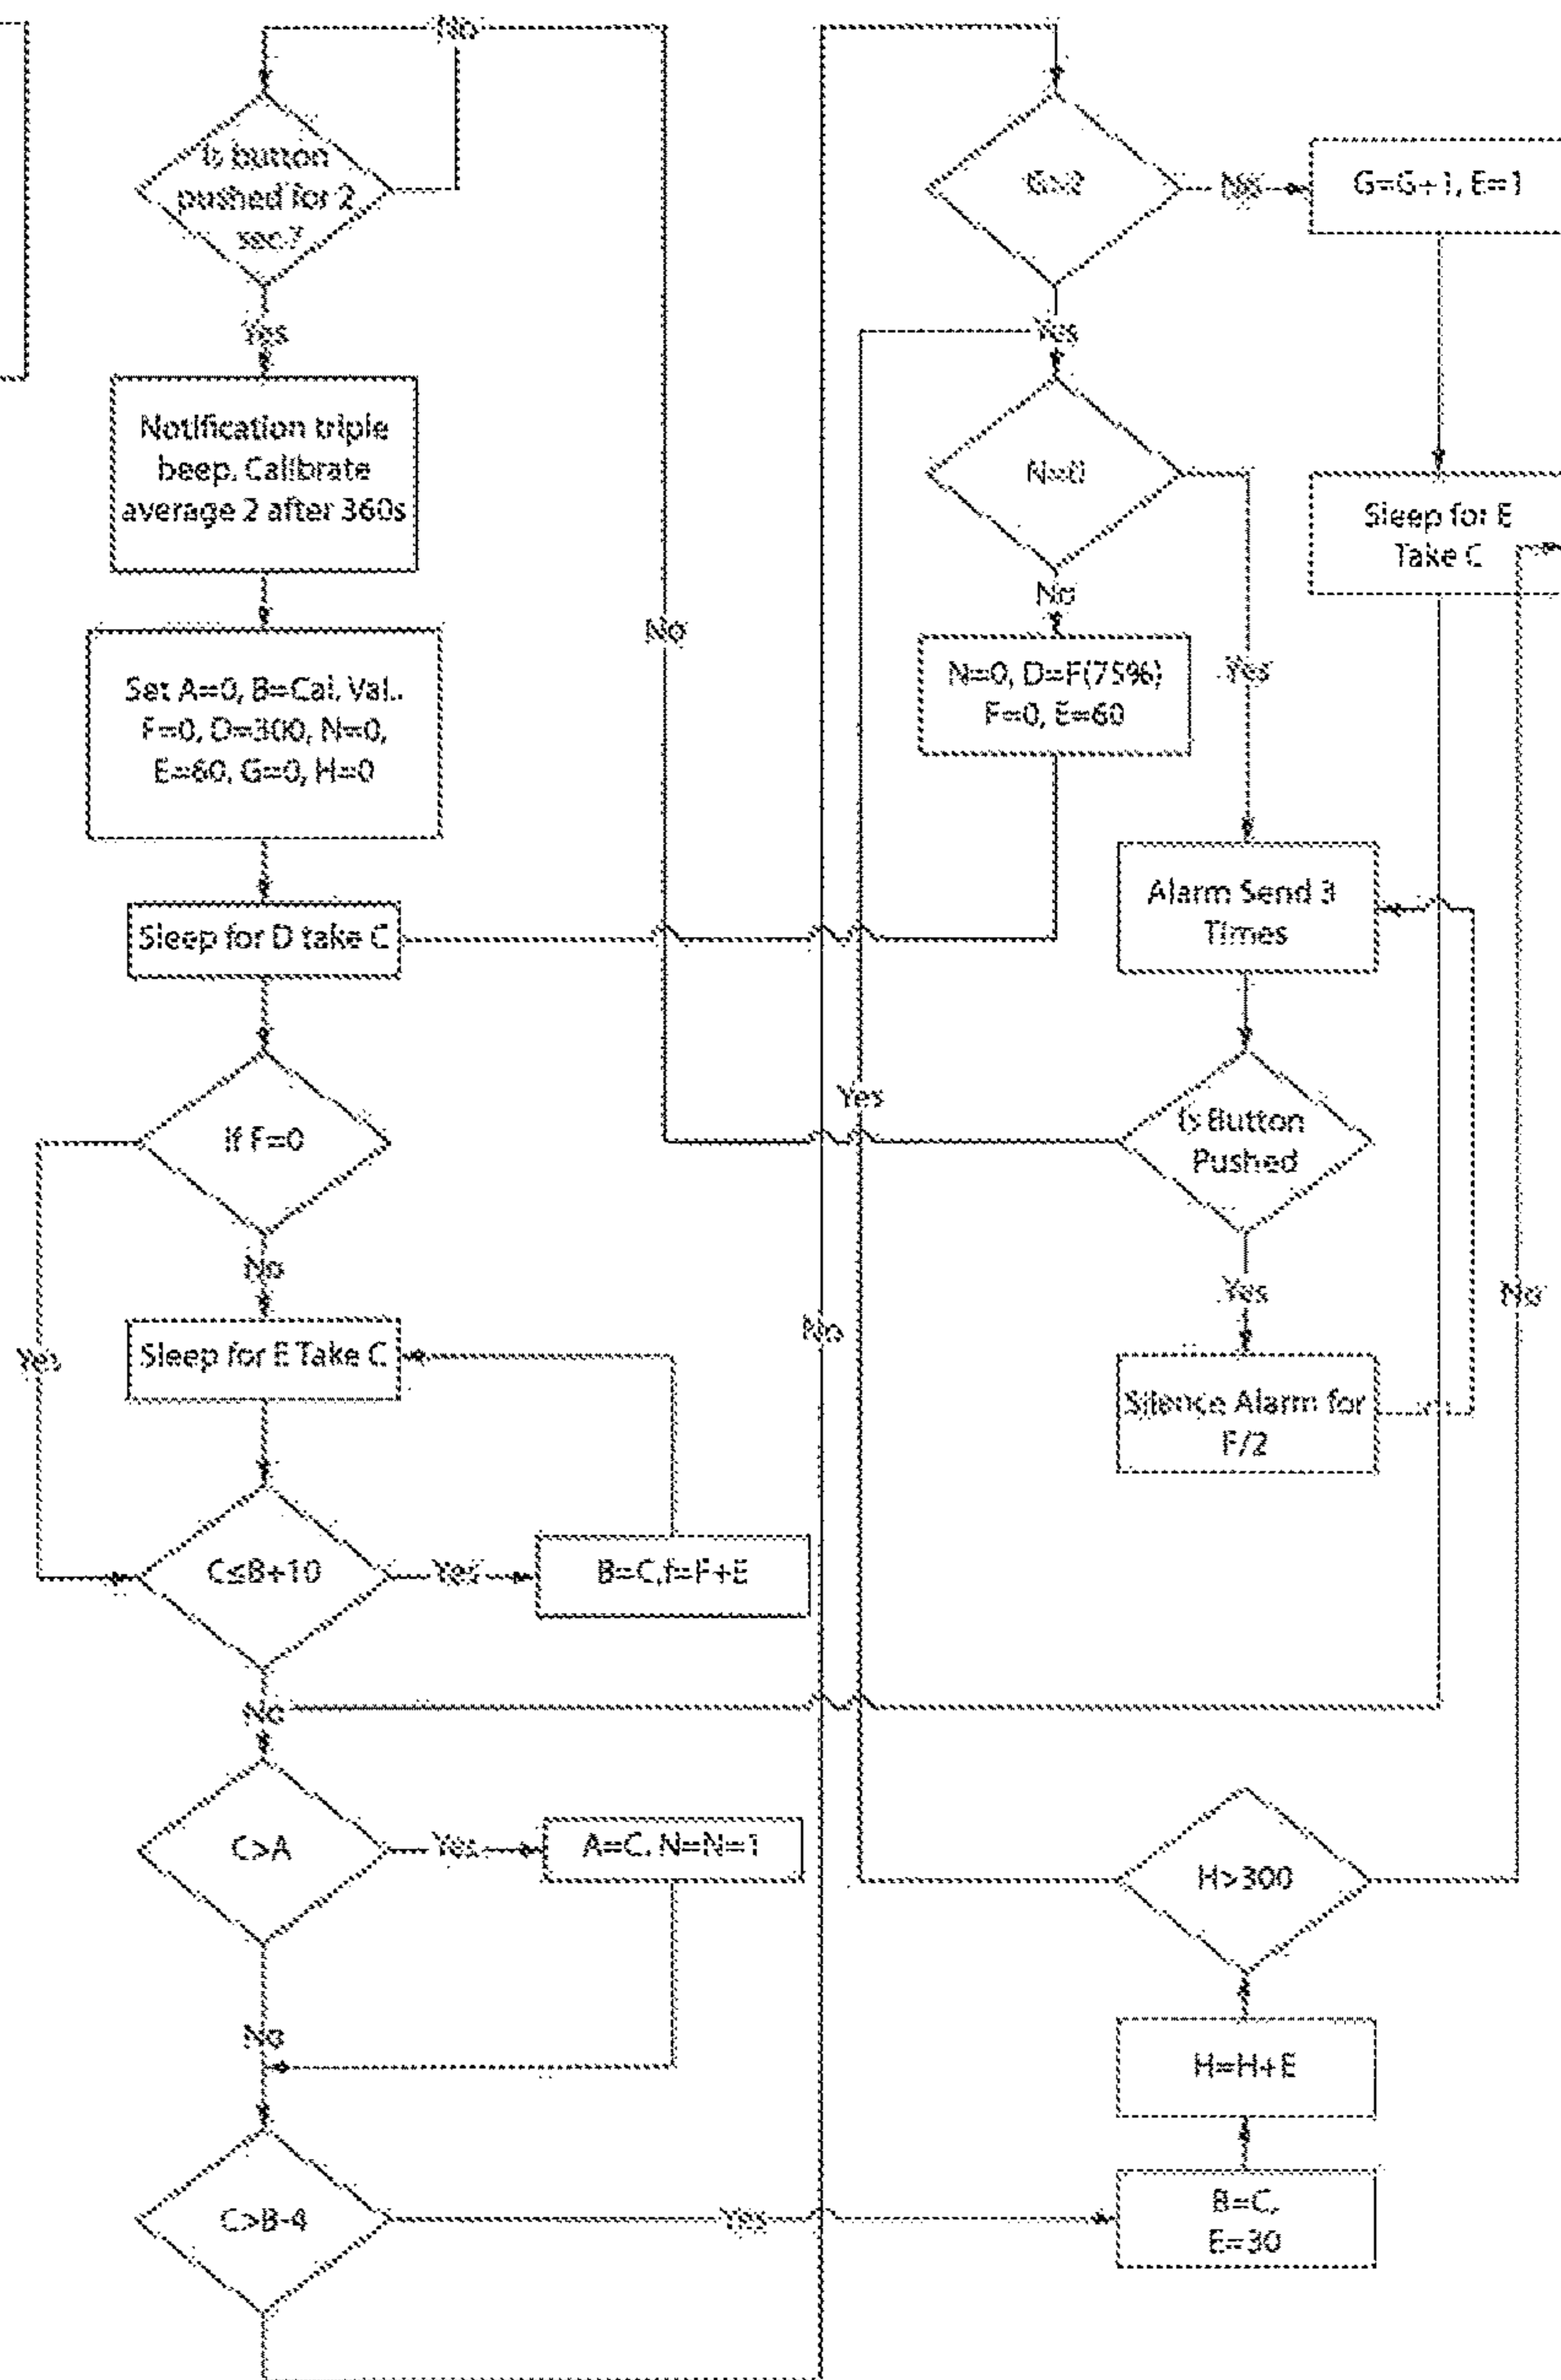 No
Is button
pushed for 2
sec.?
Yes
Notification triple
beep. Calibrate
average 2 after 360s
Set A=0, B=Cal. Val..
F=0, D=300, N=0,
E=60, G=0, H=0
Sleep for D take C
If F=0
No
Yes
Sleep for E Take C
C≤B+10
Yes
B=C,f=F+E
No
C>A
Yes
A=C, N=N=1
No
C>B-4
Yes
No
No
No
G=G+1, E=1
Yes
N=0
No
Yes
N=0, D=F(75%)
F=0, E=60
Sleep for E
Take C
Alarm Send 3
Times
Yes
Is Button
Pushed
Yes
No
Silence Alarm for
F/2
H>300
H=H+E
B=C,
E=30